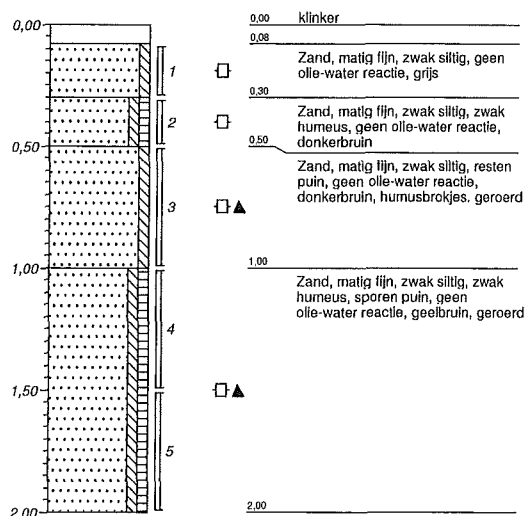 0,00
0,50
1,00
1,50
2,00
1
2
3
4
5
0,00 klinker
0,08
Zand, matig fijn, zwak siltig, geen
olie-water reactie, grijs
0,30
Zand, matig fijn, zwak siltig, zwak
humeus, geen olie-water reactie,
donkerbruin
0,50
Zand, matig fijn, zwak siltig, resten
puin, geen olie-water reactie,
donkerbruin, humusbrokjes. geroerd
1,00
Zand, matig fijn, zwak siltig, zwak
humeus, sporen puin, geen
olie-water reactie, geelbruin, geroerd
2,00